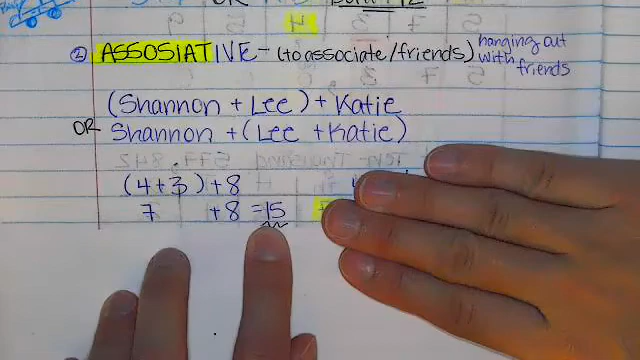 ② ASSOSIATIVE - (to associate/friends) hanging out with friends
(Shannon + Lee) + Katie
OR Shannon + (Lee + Katie)
(4+3) + 8
7 +8 = 15